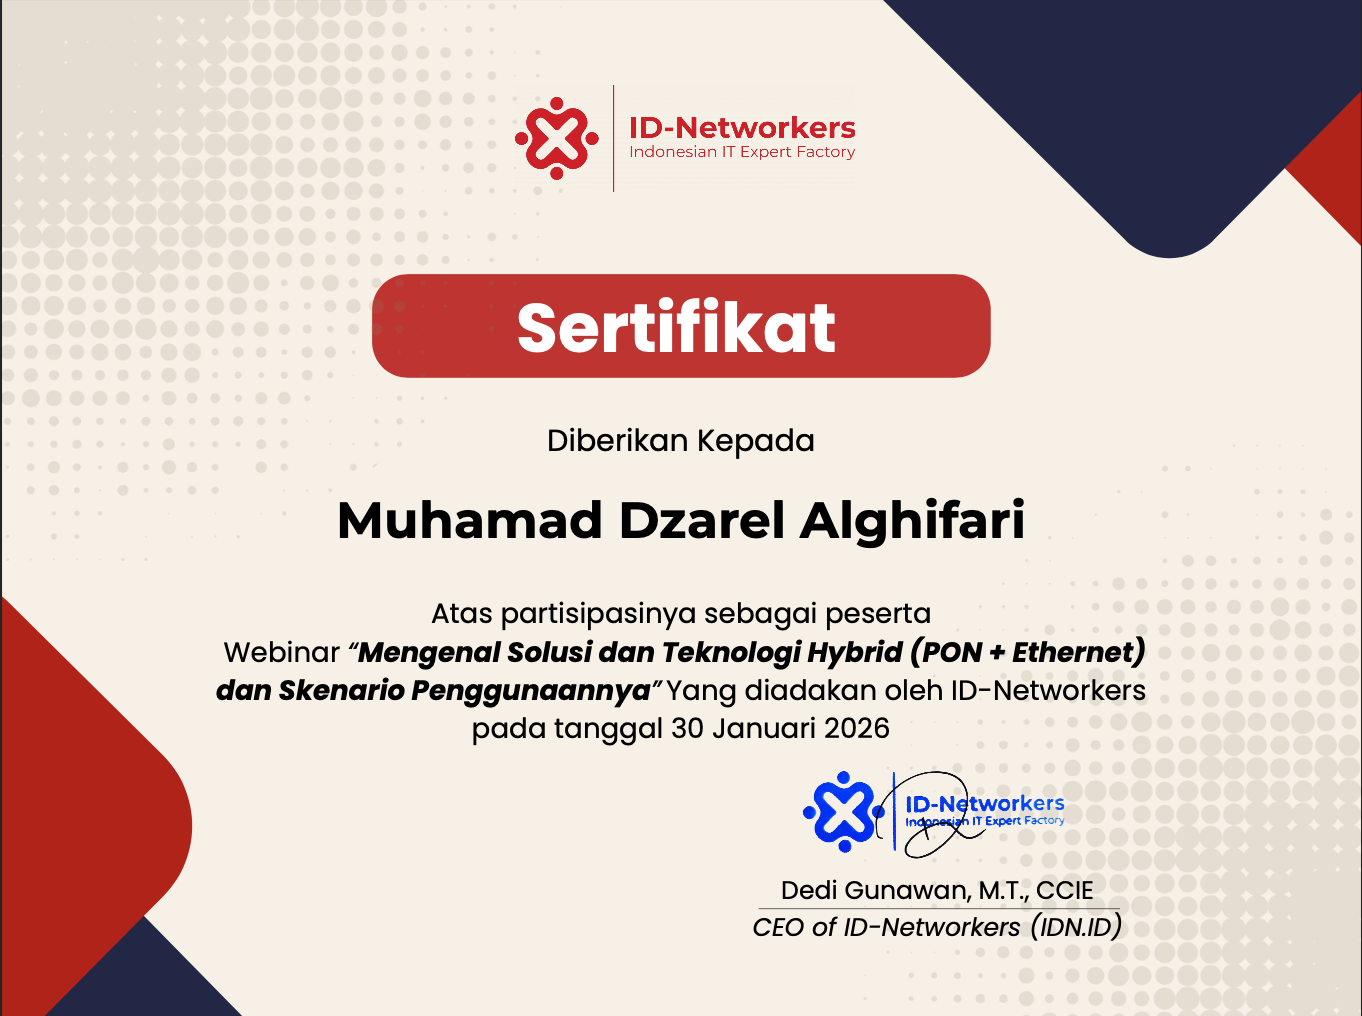 ID-Networkers
Indonesian IT Expert Factory
Sertifikat
Diberikan Kepada
Muhamad Dzarel Alghifari
Atas partisipasinya sebagai peserta
Webinar “Mengenal Solusi dan Teknologi Hybrid (PON + Ethernet)
dan Skenario Penggunaannya” Yang diadakan oleh ID-Networkers
pada tanggal 30 Januari 2026
ID-Networkers
Indonesian IT Expert Factory
Dedi Gunawan, M.T., CCIE
CEO of ID-Networkers (IDN.ID)